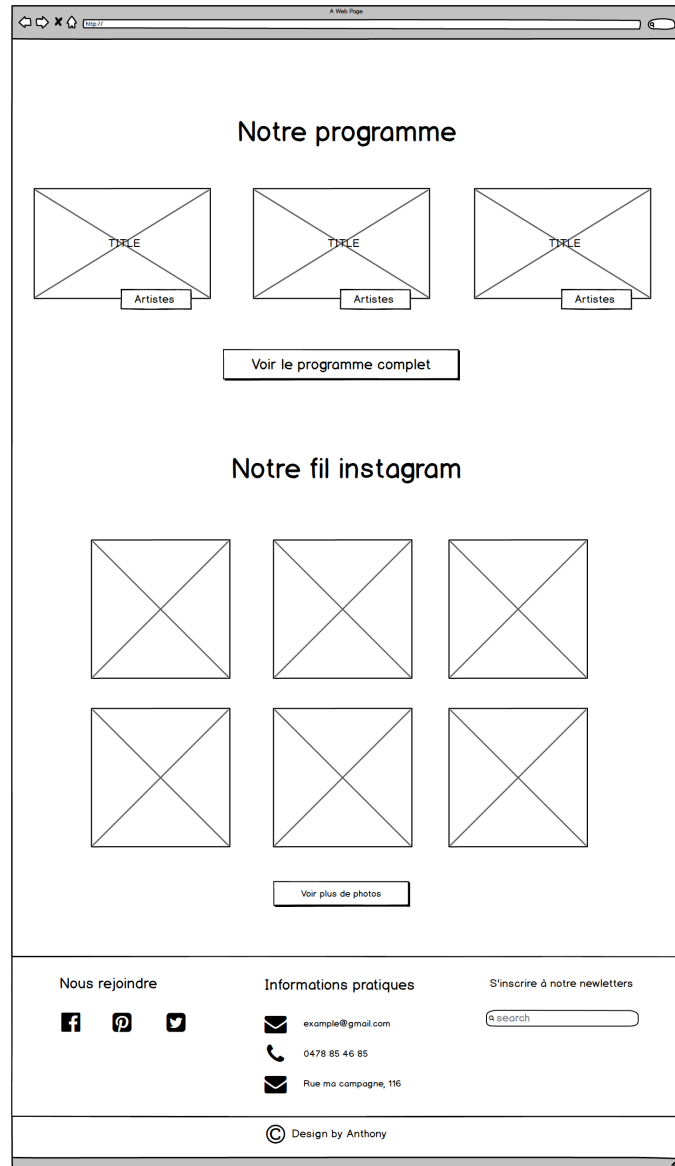 A Web Page
http://
Notre programme
TITLE TITLE TITLE
Artistes Artistes Artistes
Voir le programme complet
Notre fil instagram
Voir plus de photos
Nous rejoindre
Informations pratiques
example@gmail.com
0478 85 46 85
Rue ma campagne, 116
S'inscrire à notre newletters
search
© Design by Anthony